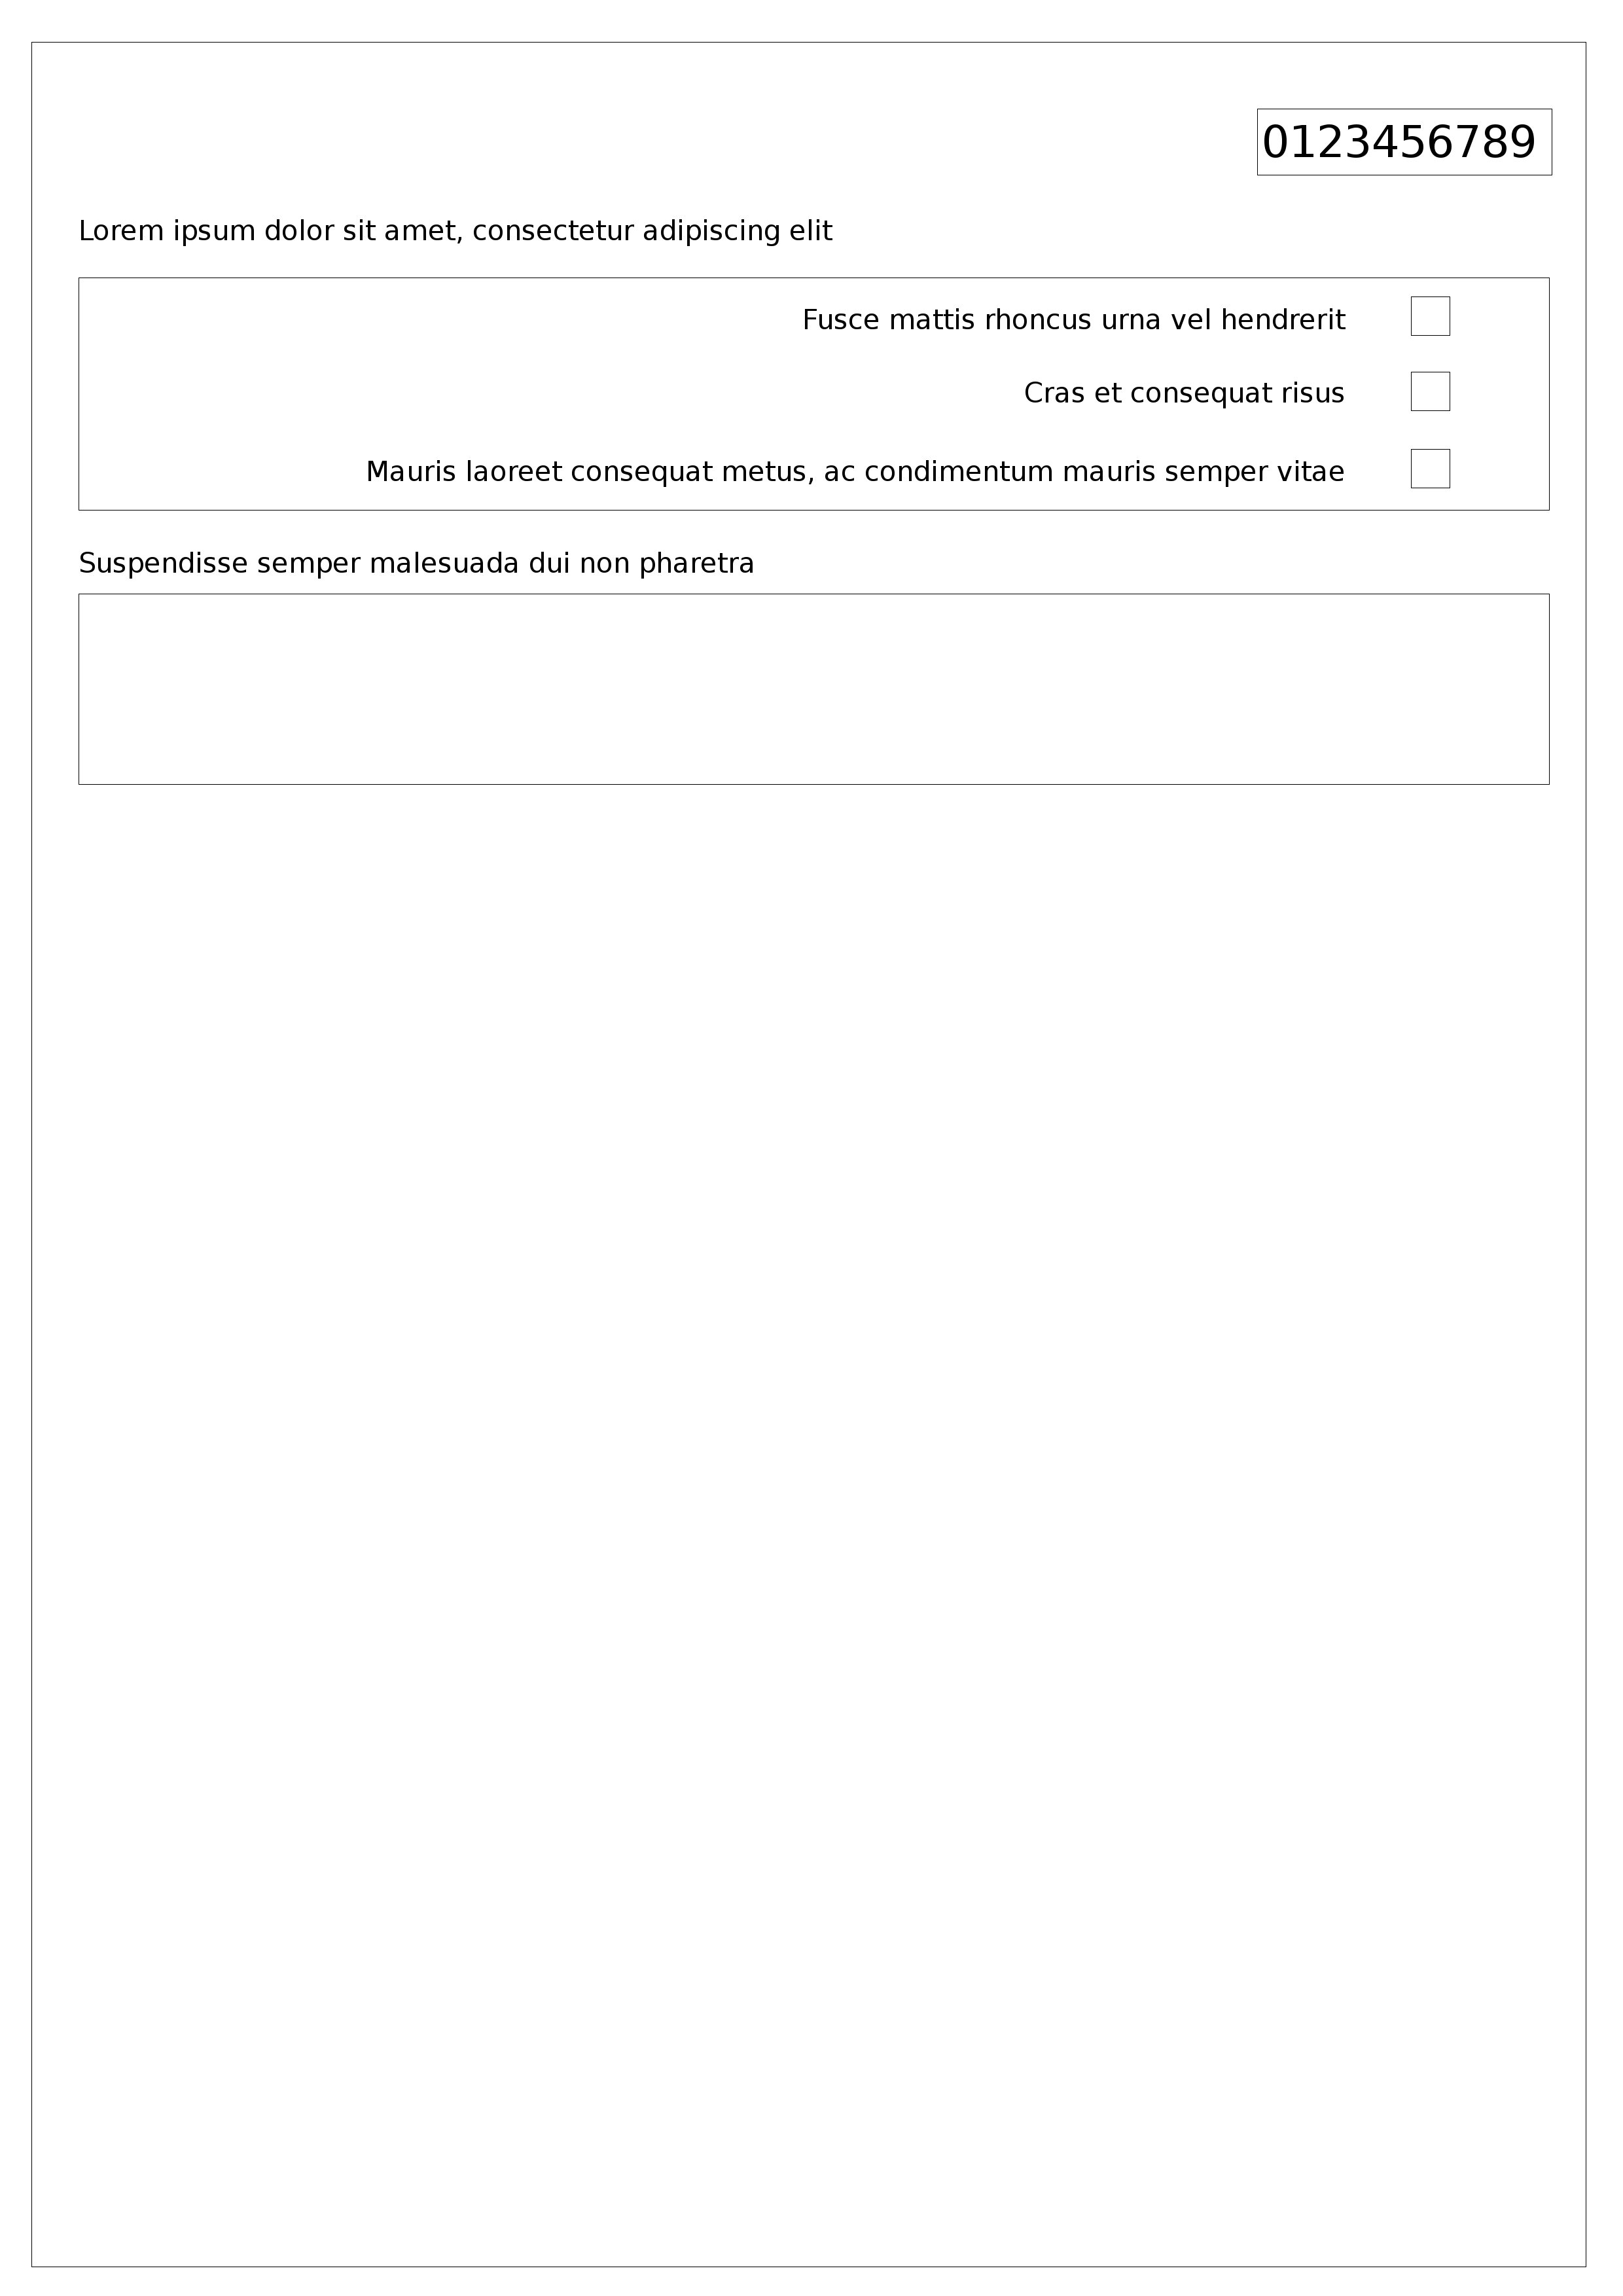 0123456789
Lorem ipsum dolor sit amet, consectetur adipiscing elit
Fusce mattis rhoncus urna vel hendrerit
Cras et consequat risus
Mauris laoreet consequat metus, ac condimentum mauris semper vitae
Suspendisse semper malesuada dui non pharetra